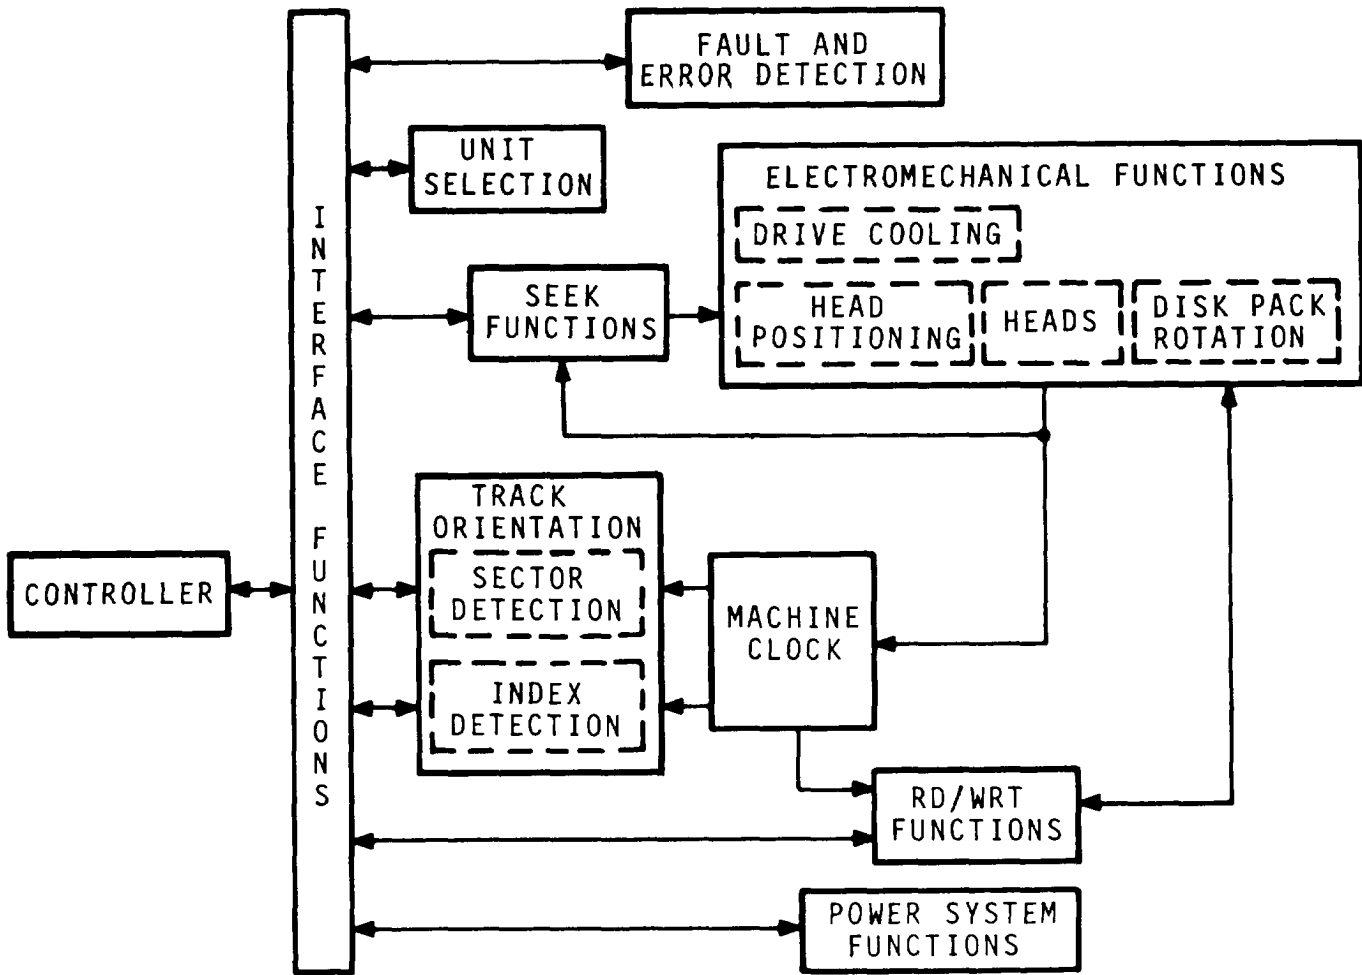 FAULT AND
ERROR DETECTION
UNIT
SELECTION
ELECTROMECHANICAL FUNCTIONS
DRIVE COOLING
SEEK
FUNCTIONS
HEAD
POSITIONING
HEADS
DISK PACK
ROTATION
INTERFACE FUNCTIONS
TRACK
ORIENTATION
SECTOR
DETECTION
INDEX
DETECTION
CONTROLLER
MACHINE
CLOCK
RD/WRT
FUNCTIONS
POWER SYSTEM
FUNCTIONS